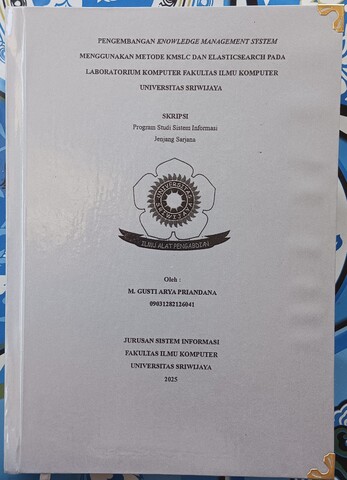 PENGEMBANGAN KNOWLEDGE MANAGEMENT SYSTEM
MENGGUNAKAN METODE KMSLC DAN ELASTICSEARCH PADA
LABORATORIUM KOMPUTER FAKULTAS ILMU KOMPUTER
UNIVERSITAS SRIWIJAYA
SKRIPSI
Program Studi Sistem Informasi
Jenjang Sarjana
UNIVERSITAS SRIWIJAYA
ILMU ALAT PENGABDIAN
Oleh :
M. GUSTI ARYA PRIANDANA
09031282126041
JURUSAN SISTEM INFORMASI
FAKULTAS ILMU KOMPUTER
UNIVERSITAS SRIWIJAYA
2025